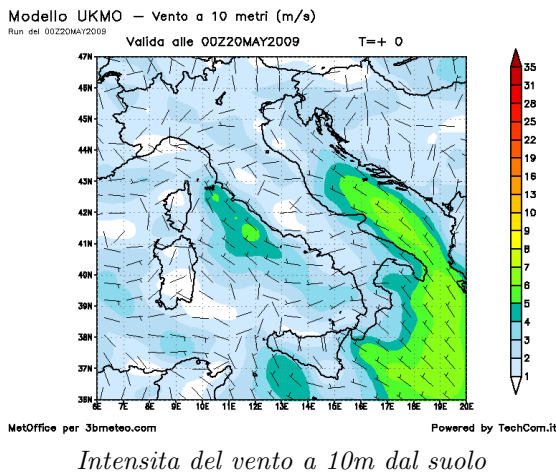 Modello UKMO – Vento a 10 metri (m/s)
Run del 00Z20MAY2009
Valida alle 00Z20MAY2009 T=+ 0
47N
46N
45N
44N
43N
42N
41N
40N
39N
38N
37N
36N
6E 7E 8E 9E 10E 11E 12E 13E 14E 15E 16E 17E 18E 19E 20E
35
31
28
25
22
19
16
13
10
9
8
7
6
5
4
3
2
1
MetOffice per 3bmeteo.com Powered by TechCom.it
Intensita del vento a 10m dal suolo